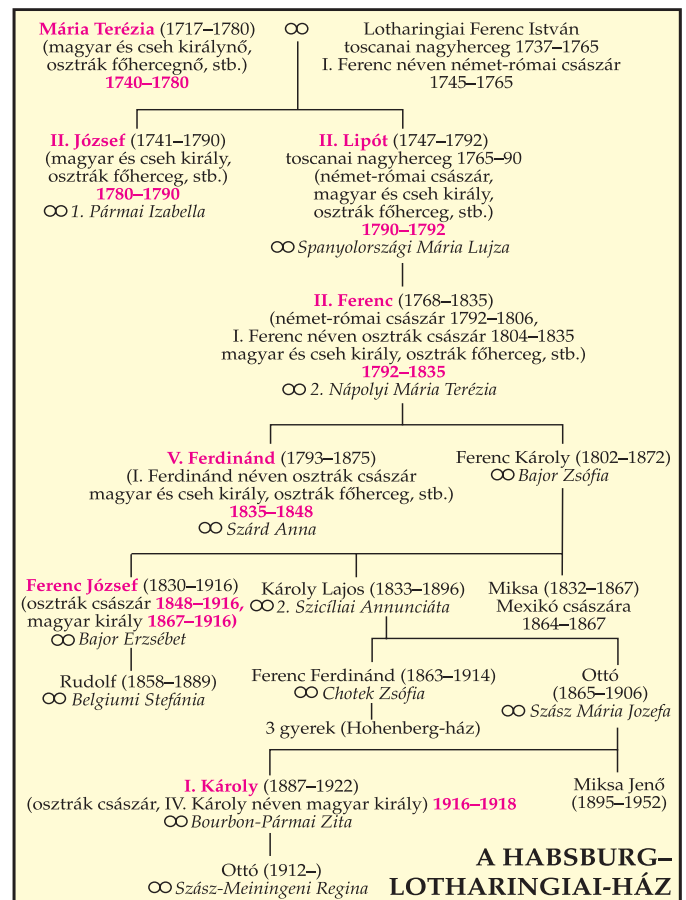 Mária Terézia (1717–1780)
(magyar és cseh királynő,
osztrák főhercegnő, stb.)
1740–1780
∞
Lotharingiai Ferenc István
toscanai nagyherceg 1737–1765
I. Ferenc néven német-római császár
1745–1765
II. József (1741–1790)
(magyar és cseh király,
osztrák főherceg, stb.)
1780–1790
∞ 1. Pármai Izabella
II. Lipót (1747–1792)
toscanai nagyherceg 1765–90
(német-római császár,
magyar és cseh király,
osztrák főherceg, stb.)
1790–1792
∞ Spanyolországi Mária Lujza
II. Ferenc (1768–1835)
(német-római császár 1792–1806,
I. Ferenc néven osztrák császár 1804–1835
magyar és cseh király, osztrák főherceg, stb.)
1792–1835
∞ 2. Nápolyi Mária Terézia
V. Ferdinánd (1793–1875)
(I. Ferdinánd néven osztrák császár
magyar és cseh király, osztrák főherceg, stb.)
1835–1848
∞ Szárd Anna
Ferenc Károly (1802–1872)
∞ Bajor Zsófia
Ferenc József (1830–1916)
(osztrák császár 1848–1916,
magyar király 1867–1916)
∞ Bajor Erzsébet
Károly Lajos (1833–1896)
∞ 2. Szicíliai Annunciáta
Miksa (1832–1867)
Mexikó császára
1864–1867
Rudolf (1858–1889)
∞ Belgiumi Stefánia
Ferenc Ferdinánd (1863–1914)
∞ Chotek Zsófia
3 gyerek (Hohenberg-ház)
Ottó
(1865–1906)
∞ Szász Mária Jozefa
I. Károly (1887–1922)
(osztrák császár, IV. Károly néven magyar király) 1916–1918
∞ Bourbon-Pármai Zita
Miksa Jenő
(1895–1952)
Ottó (1912–)
∞ Szász-Meiningeni Regina
A HABSBURG–
LOTHARINGIAI-HÁZ